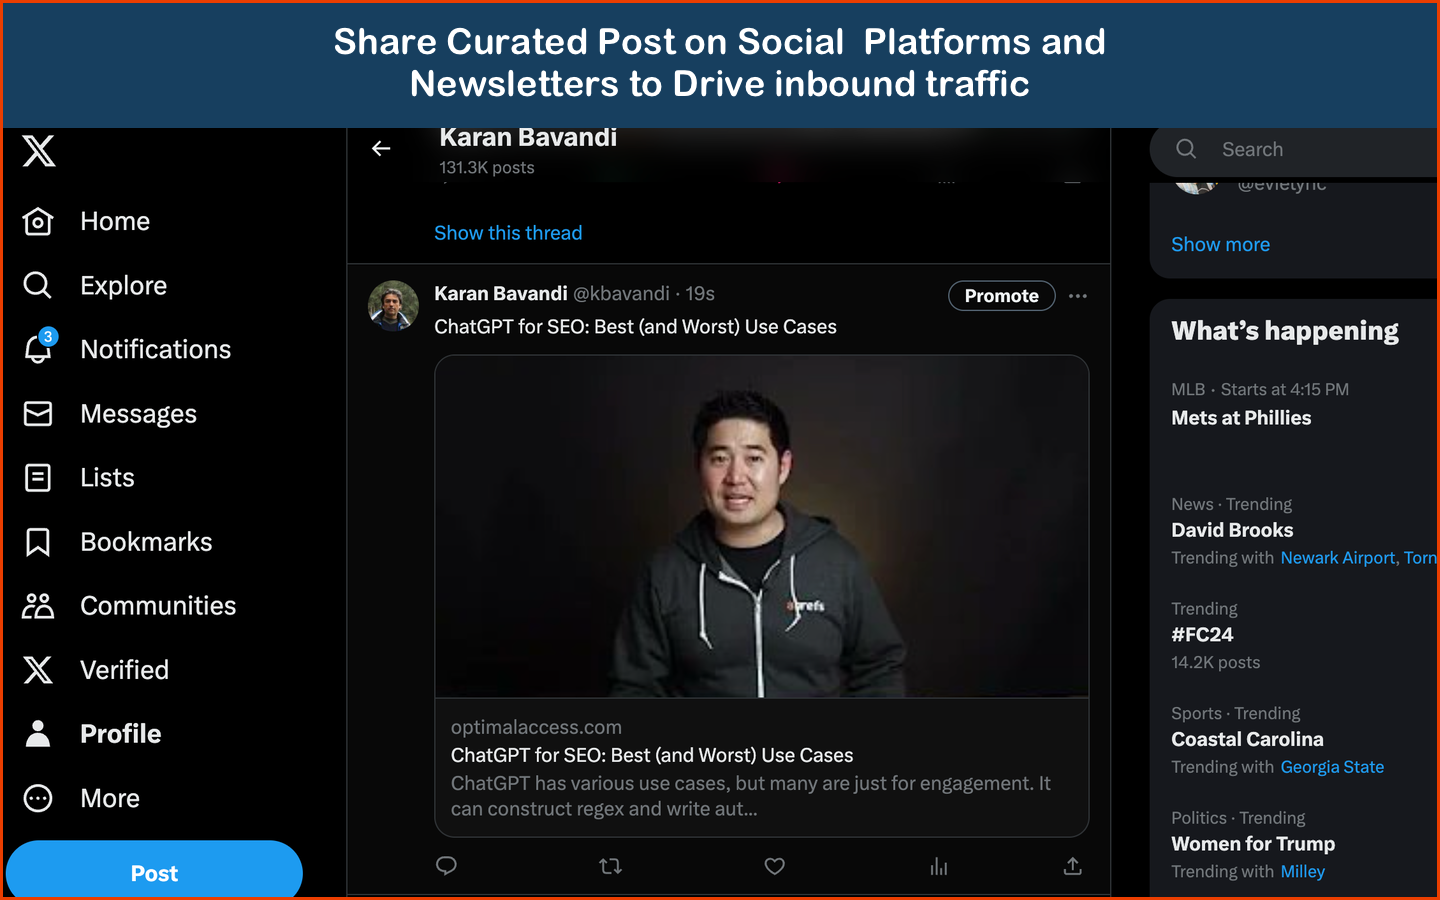 Share Curated Post on Social Platforms and
Newsletters to Drive inbound traffic
Home
Explore
3
Notifications
Messages
Lists
Bookmarks
Communities
Verified
Profile
More
Post
Karan Bavandi
131.3K posts
Show this thread
Karan Bavandi @kbavandi · 19s
Promote
ChatGPT for SEO: Best (and Worst) Use Cases
ahrefs
optimalaccess.com
ChatGPT for SEO: Best (and Worst) Use Cases
ChatGPT has various use cases, but many are just for engagement. It
can construct regex and write aut...
Search
@evietyric
Show more
What's happening
MLB · Starts at 4:15 PM
Mets at Phillies
News · Trending
David Brooks
Trending with Newark Airport, Torn
Trending
#FC24
14.2K posts
Sports · Trending
Coastal Carolina
Trending with Georgia State
Politics · Trending
Women for Trump
Trending with Milley